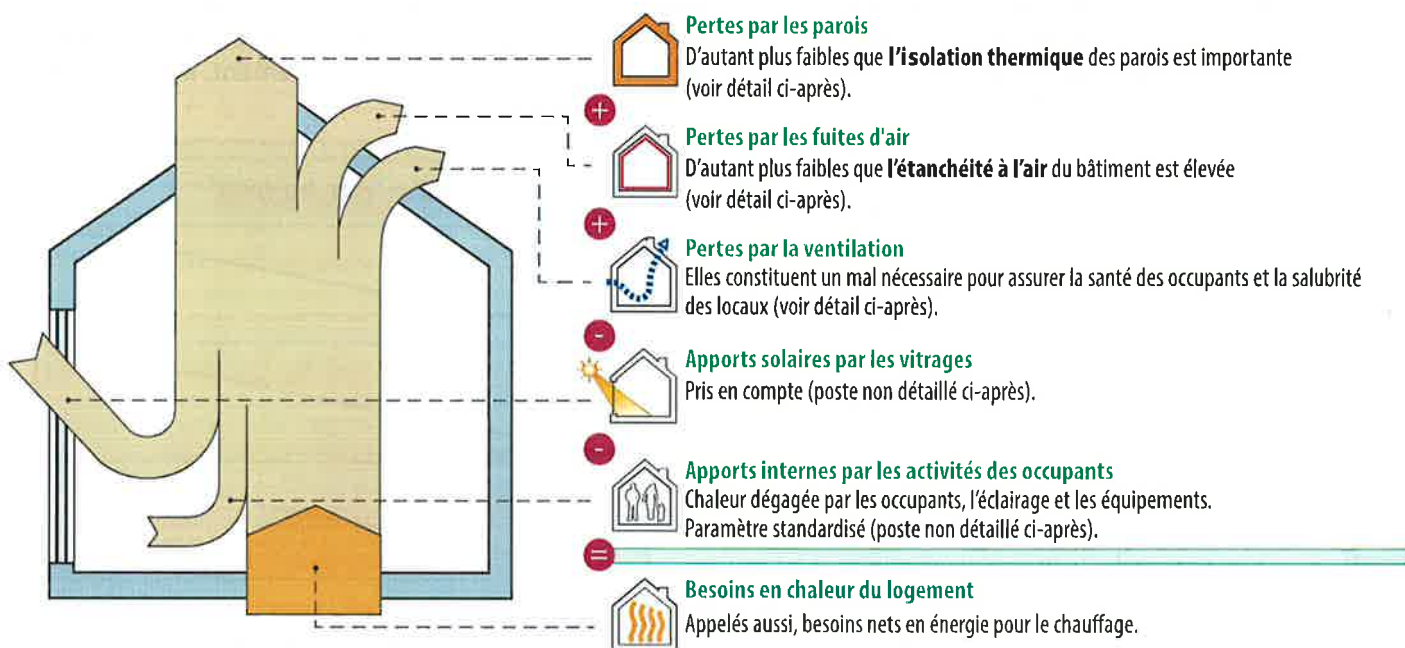 Pertes par les parois
D'autant plus faibles que l'isolation thermique des parois est importante
(voir détail ci-après).
+
Pertes par les fuites d'air
D'autant plus faibles que l'étanchéité à l'air du bâtiment est élevée
(voir détail ci-après).
+
Pertes par la ventilation
Elles constituent un mal nécessaire pour assurer la santé des occupants et la salubrité
des locaux (voir détail ci-après).
-
Apports solaires par les vitrages
Pris en compte (poste non détaillé ci-après).
-
Apports internes par les activités des occupants
Chaleur dégagée par les occupants, l'éclairage et les équipements.
Paramètre standardisé (poste non détaillé ci-après).
=
Besoins en chaleur du logement
Appelés aussi, besoins nets en énergie pour le chauffage.